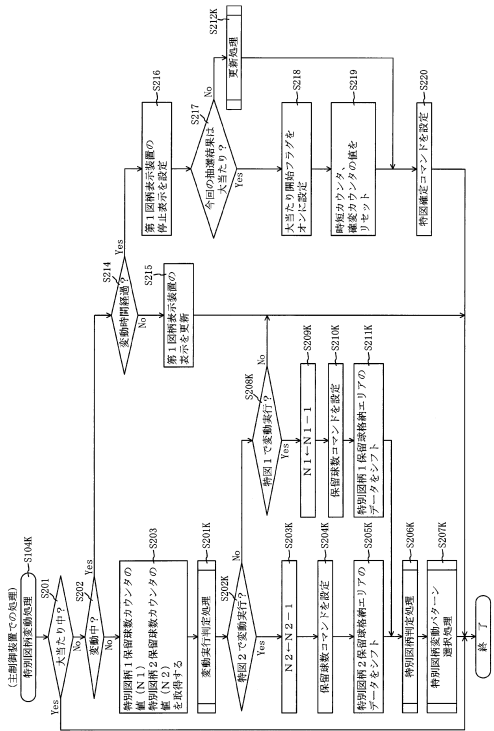 (主制御装置での処理)
特別図柄変動処理
S104K
大当たり中?
S201
Yes
No
変動中?
S202
Yes
No
特別図柄1保留球数カウンタの
値(N1)
特別図柄2保留球数カウンタの
値(N2)
を取得する
S203
変動実行判定処理
S201K
特図2で変動実行?
S202K
No
Yes
N2←N2-1
S203K
保留球数コマンドを設定
S204K
特別図柄2保留球格納エリアの
データをシフト
S205K
特別図柄判定処理
S206K
特別図柄変動パターン
選択処理
S207K
終了
特図1で変動実行?
S208K
No
Yes
N1←N1-1
S209K
保留球数コマンドを設定
S210K
特別図柄1保留球格納エリアの
データをシフト
S211K
変動時間経過?
S214
Yes
No
第1図柄表示装置の
表示を更新
S215
第1図柄表示装置の
停止表示を設定
S216
今回の抽選結果は
大当たり?
S217
No
Yes
更新処理
S212K
大当たり開始フラグを
オンに設定
S218
時短カウンタ、
確変カウンタの値を
リセット
S219
特図確定コマンドを設定
S220